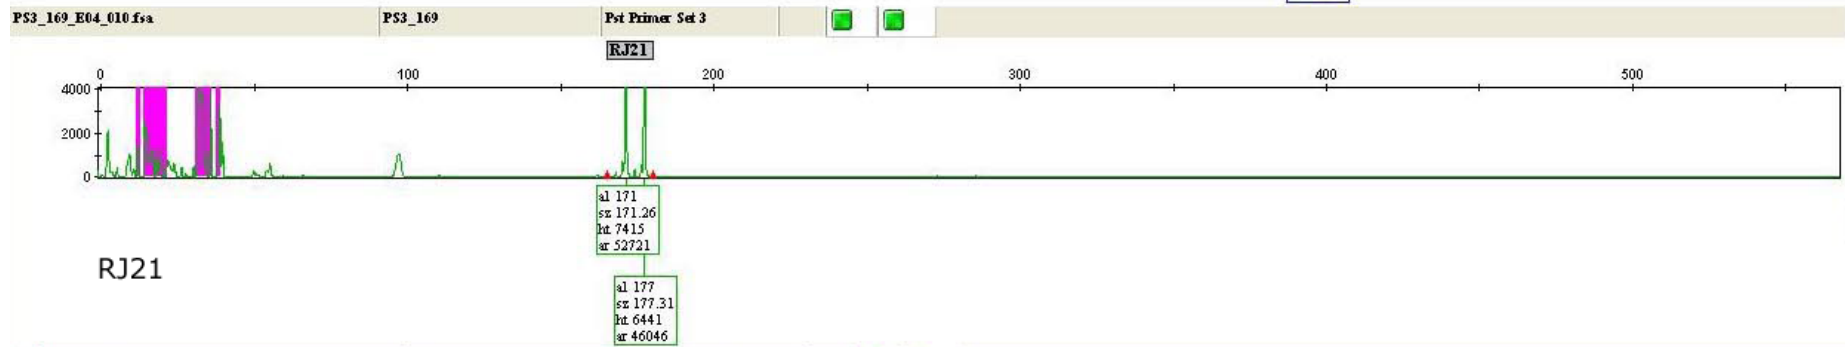 PS3_169_E04_010.fsa PS3_169 Pst Primer Set 3
RJ21
0 100 200 300 400 500
4000
2000
0
al 171
sz 171.26
ht 7415
ar 52721
RJ21
al 177
sz 177.31
ht 6441
ar 46046